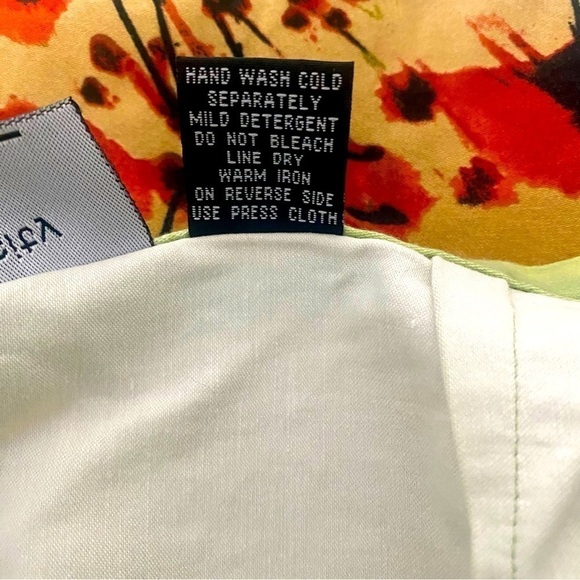 HAND WASH COLD
SEPARATELY
MILD DETERGENT
DO NOT BLEACH
LINE DRY
WARM IRON
ON REVERSE SIDE
USE PRESS CLOTH